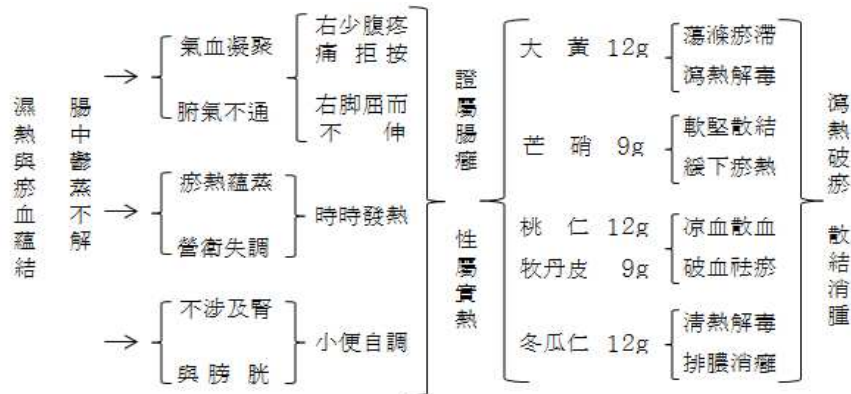 濕熱與瘀血蘊結
腸中鬱蒸不解
氣血凝聚
腑氣不通
右少腹疼
痛拒按
右脚屈而
不伸
瘀熱蘊蒸
營衛失調
時時發熱
不涉及腎
與膀胱
小便自調
證屬腸癰
性屬實熱
大黃 12g
蕩滌瘀滯
瀉熱解毒
芒硝 9g
軟堅散結
緩下瘀熱
桃仁 12g
牧丹皮 9g
凉血散血
破血祛瘀
冬瓜仁 12g
淸熱解毒
排膿消癰
瀉熱破瘀
散結消腫